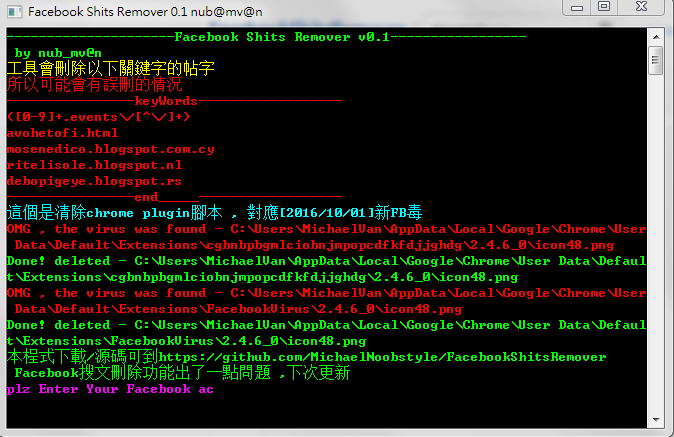 Facebook Shits Remover 0.1 nub@mv@n
---------------------Facebook Shits Remover v0.1-----------------
by nub_mv@n
工具會刪除以下關鍵字的帖字
所以可能會有誤刪的情況
----------------keyWords------------------
([0-9]+.events\/[^\/]+)
avohetofi.html
mosenedico.blogspot.com.cy
ritelisole.blogspot.nl
debopigeye.blogspot.rs
----------------end_____------------------
這個是清除chrome plugin腳本 , 對應[2016/10/01]新FB毒
OMG , the virus was found - C:\Users\MichaelVan\AppData\Local\Google\Chrome\User
Data\Default\Extensions\cgbnbpbgmlciobnjmpopcdfkfdjjghdg\2.4.6_0\icon48.png
Done! deleted - C:\Users\MichaelVan\AppData\Local\Google\Chrome\User Data\Defaul
t\Extensions\cgbnbpbgmlciobnjmpopcdfkfdjjghdg\2.4.6_0\icon48.png
OMG , the virus was found - C:\Users\MichaelVan\AppData\Local\Google\Chrome\User
Data\Default\Extensions\FacebookVirus\2.4.6_0\icon48.png
Done! deleted - C:\Users\MichaelVan\AppData\Local\Google\Chrome\User Data\Defaul
t\Extensions\FacebookVirus\2.4.6_0\icon48.png
本程式下載/源碼可到https://github.com/MichaelNoobstyle/FacebookShitsRemover
Facebook搜文刪除功能出了一點問題 ,下次更新
plz Enter Your Facebook ac